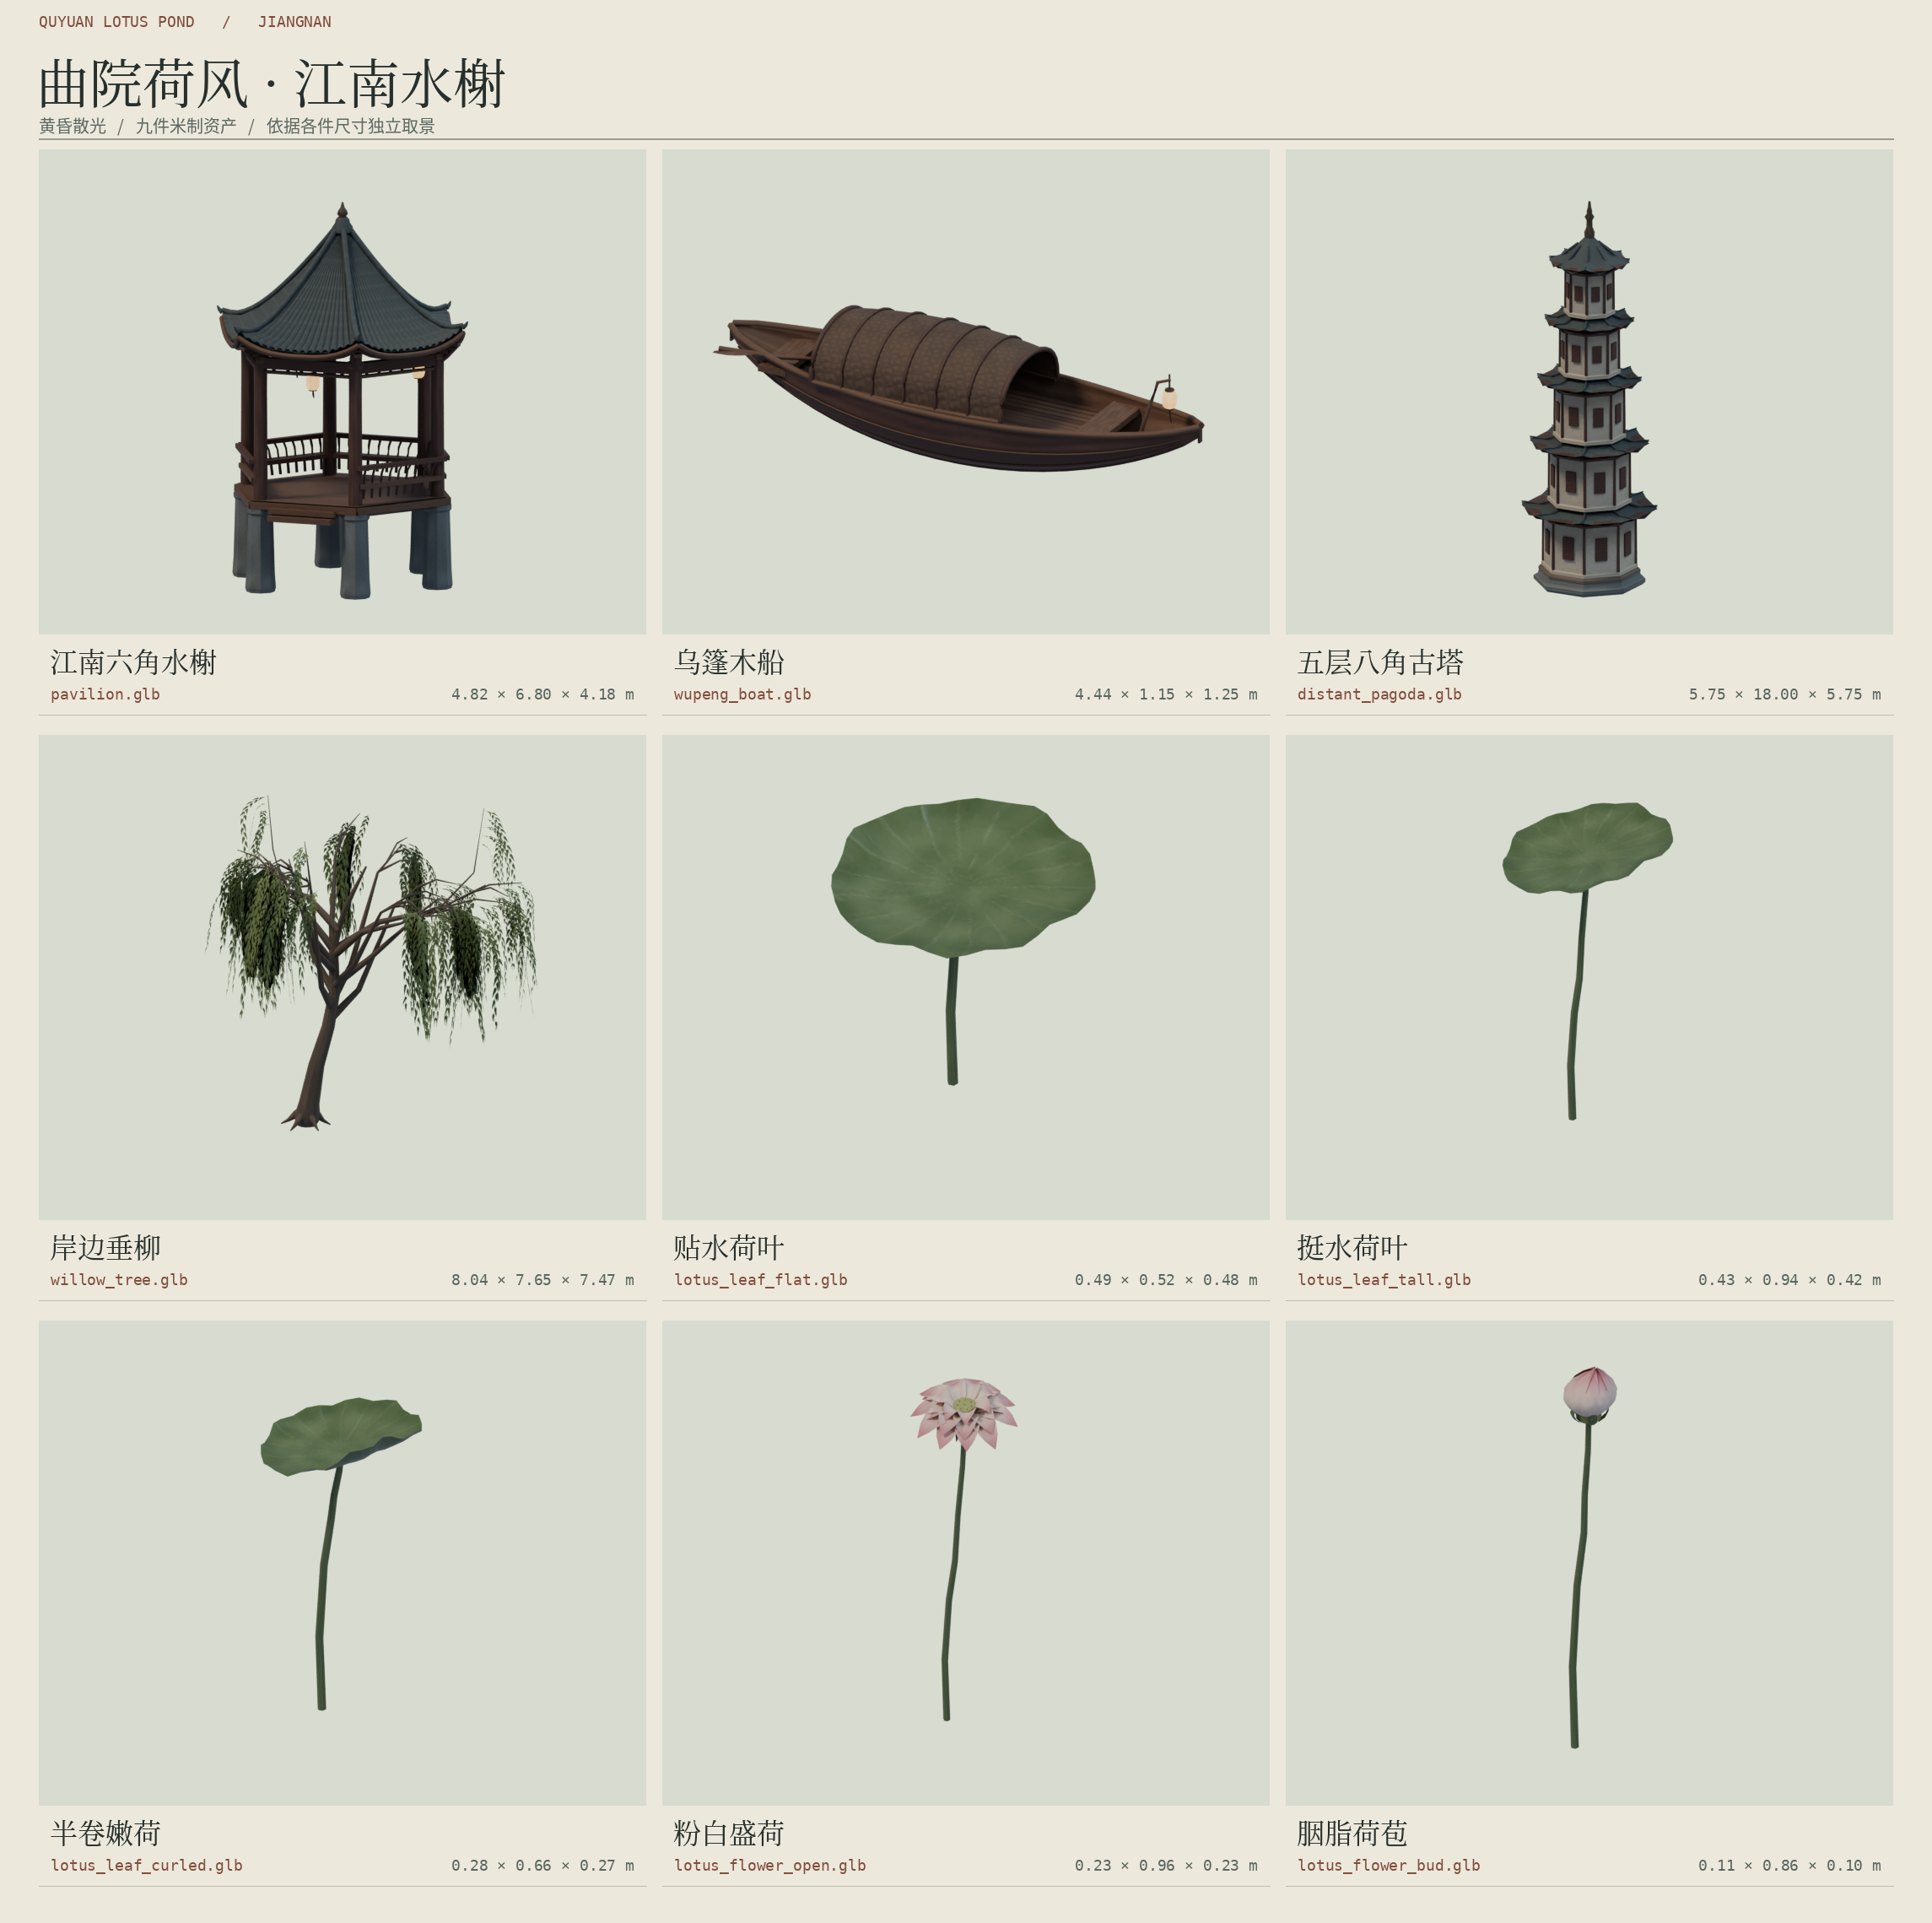 QUYUAN LOTUS POND / JIANGNAN
曲院荷风 · 江南水榭
黄昏散光 / 九件米制资产 / 依据各件尺寸独立取景
江南六角水榭
pavilion.glb 4.82 × 6.80 × 4.18 m
乌篷木船
wupeng_boat.glb 4.44 × 1.15 × 1.25 m
五层八角古塔
distant_pagoda.glb 5.75 × 18.00 × 5.75 m
岸边垂柳
willow_tree.glb 8.04 × 7.65 × 7.47 m
贴水荷叶
lotus_leaf_flat.glb 0.49 × 0.52 × 0.48 m
挺水荷叶
lotus_leaf_tall.glb 0.43 × 0.94 × 0.42 m
半卷嫩荷
lotus_leaf_curled.glb 0.28 × 0.66 × 0.27 m
粉白盛荷
lotus_flower_open.glb 0.23 × 0.96 × 0.23 m
胭脂荷苞
lotus_flower_bud.glb 0.11 × 0.86 × 0.10 m